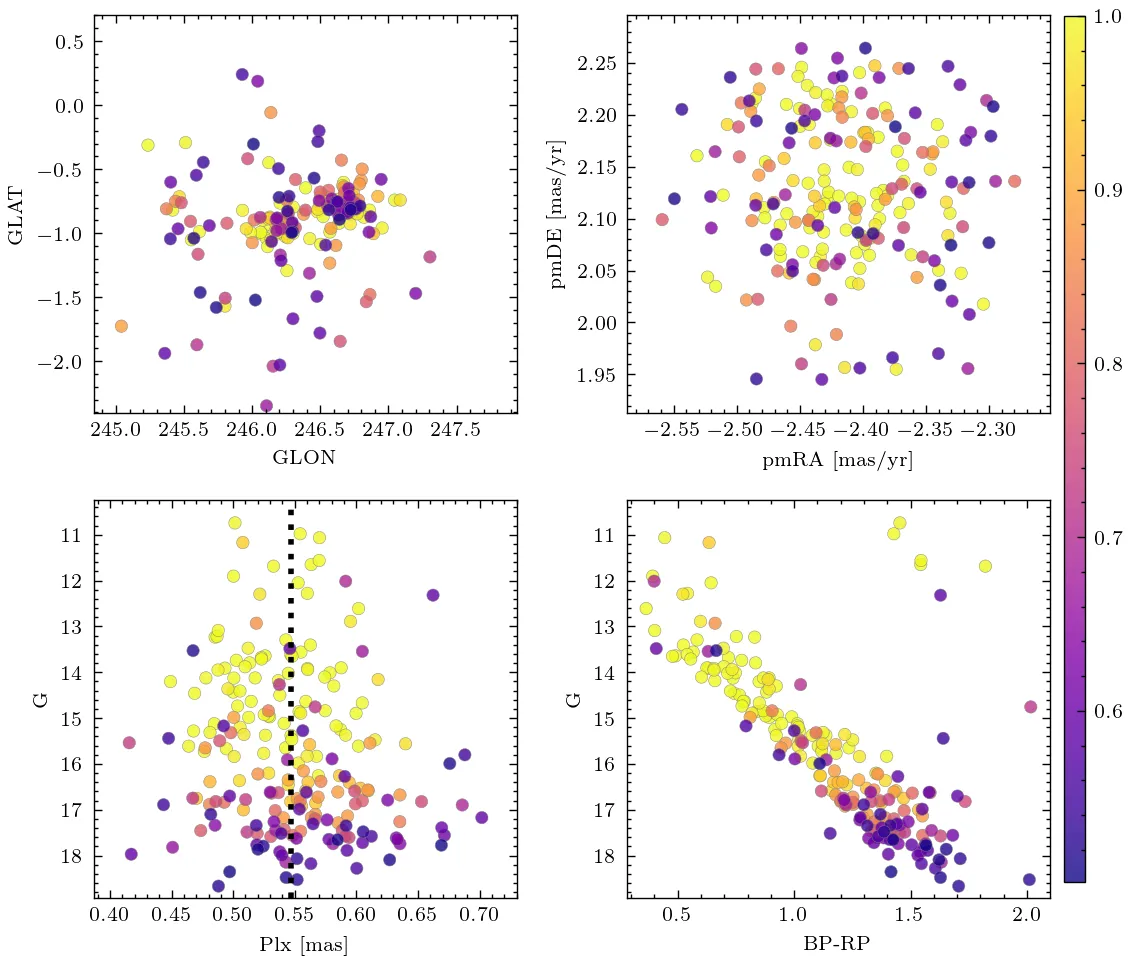 0.5
0.0
−0.5
−1.0
−1.5
−2.0
GLAT
245.0 245.5 246.0 246.5 247.0 247.5
GLON
2.25
2.20
2.15
2.10
2.05
2.00
1.95
pmDE [mas/yr]
−2.55 −2.50 −2.45 −2.40 −2.35 −2.30
pmRA [mas/yr]
1.0
0.9
0.8
0.7
0.6
11
12
13
14
15
16
17
18
G
0.40 0.45 0.50 0.55 0.60 0.65 0.70
Plx [mas]
11
12
13
14
15
16
17
18
G
0.5 1.0 1.5 2.0
BP-RP